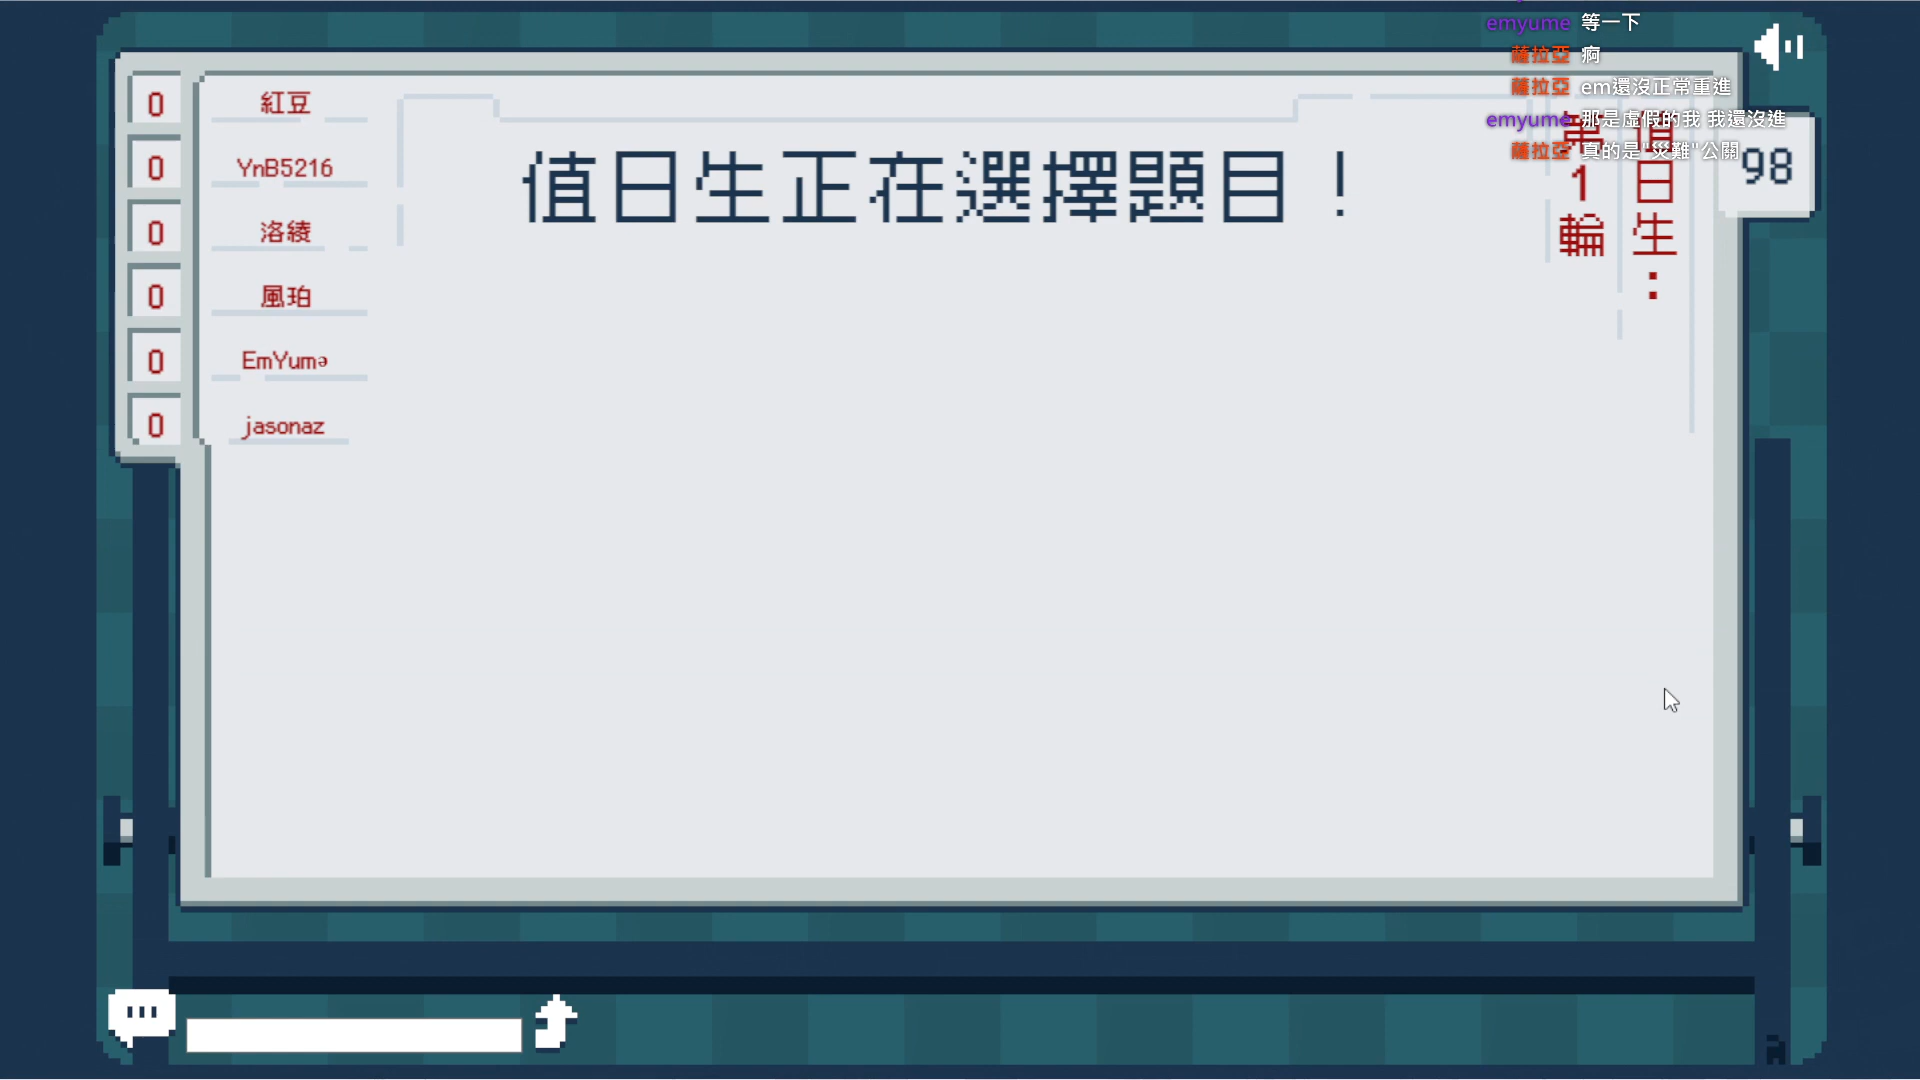 0 紅豆
0 YnB5216
0 洛綾
0 風珀
0 EmYumə
0 jasonaz
值日生正在選擇題目！
第1輪
值日生：
98
emyume 等一下
薩拉亞 痾
薩拉亞 em還沒正常重進
emyume 那是虛假的我 我還沒進
薩拉亞 真的是"災難"公關